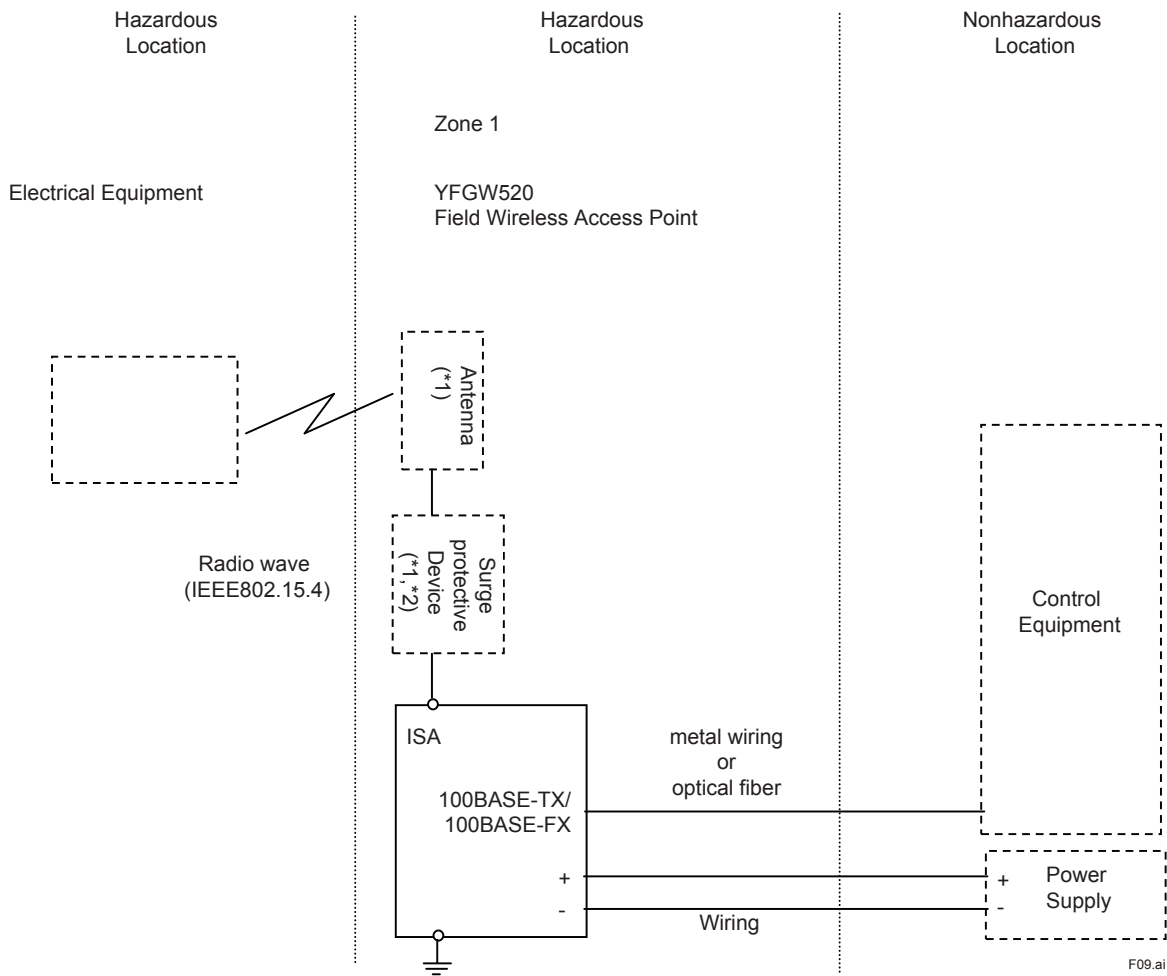 Hazardous
Location
Hazardous
Location
Nonhazardous
Location
Zone 1
Electrical Equipment
YFGW520
Field Wireless Access Point
Antenna
(*1)
Surge
protective
Device
(*1,*2)
Radio wave
(IEEE802.15.4)
Control
Equipment
ISA
metal wiring
or
optical fiber
100BASE-TX/
100BASE-FX
+
-
Wiring
+
-
Power
Supply
F09.ai